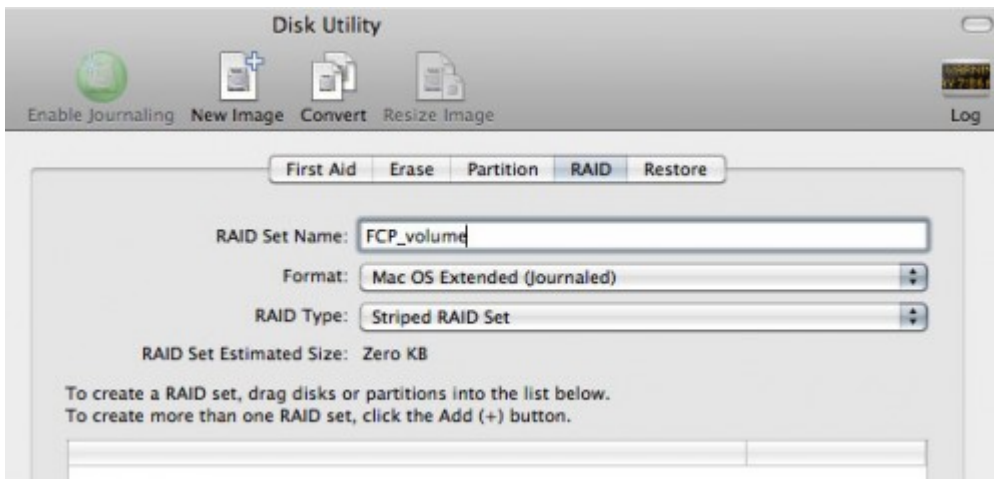 Disk Utility
Enable Journaling New Image Convert Resize Image Log
First Aid Erase Partition RAID Restore
RAID Set Name: FCP_volume
Format: Mac OS Extended (Journaled)
RAID Type: Striped RAID Set
RAID Set Estimated Size: Zero KB
To create a RAID set, drag disks or partitions into the list below.
To create more than one RAID set, click the Add (+) button.